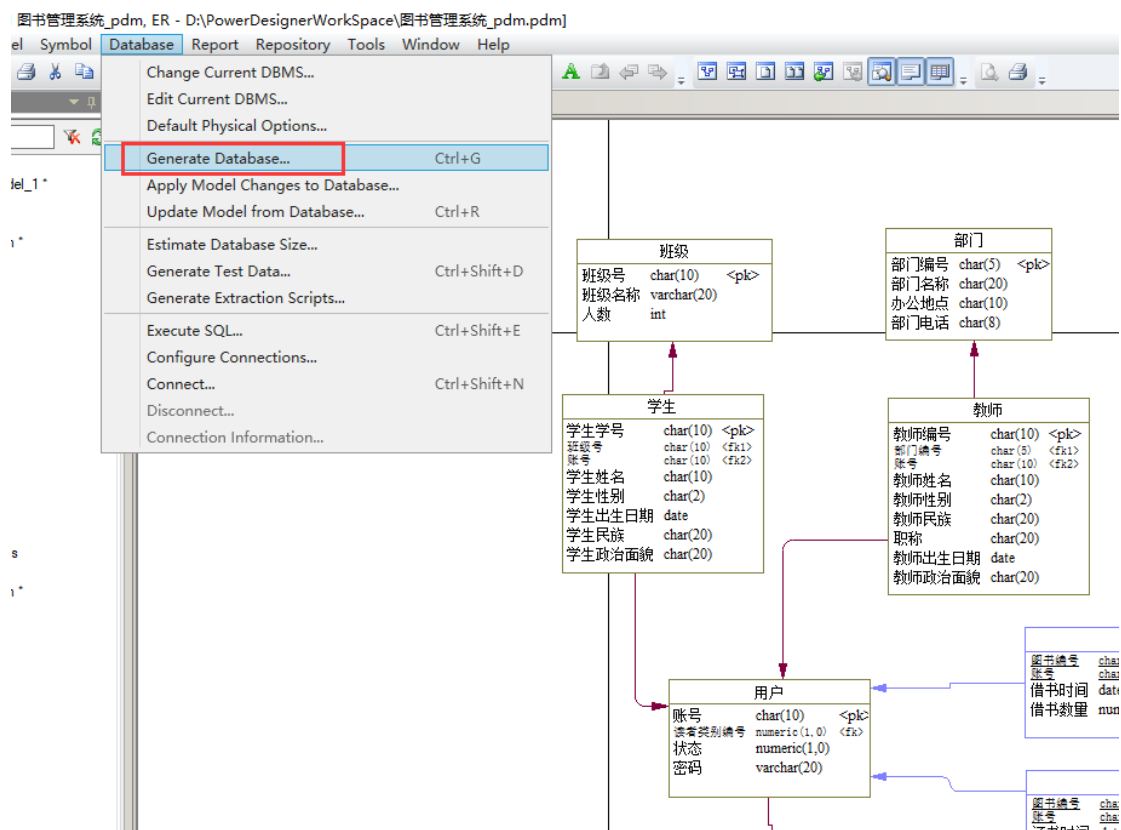 图书管理系统_pdm, ER - D:\PowerDesignerWorkSpace\图书管理系统_pdm.pdm]
el Symbol Database Report Repository Tools Window Help
Change Current DBMS...
Edit Current DBMS...
Default Physical Options...
Generate Database... Ctrl+G
Apply Model Changes to Database...
Update Model from Database... Ctrl+R
Estimate Database Size...
Generate Test Data... Ctrl+Shift+D
Generate Extraction Scripts...
Execute SQL... Ctrl+Shift+E
Configure Connections...
Connect... Ctrl+Shift+N
Disconnect...
Connection Information...
del_1 *
n *
s
n *
班级
班级号 char(10) <pk>
班级名称 varchar(20)
人数 int
部门
部门编号 char(5) <pk>
部门名称 char(20)
办公地点 char(10)
部门电话 char(8)
学生
学生学号 char(10) <pk>
班级号 char(10) <fk1>
账号 char(10) <fk2>
学生姓名 char(10)
学生性别 char(2)
学生出生日期 date
学生民族 char(20)
学生政治面貌 char(20)
教师
教师编号 char(10) <pk>
部门编号 char(5) <fk1>
账号 char(10) <fk2>
教师姓名 char(10)
教师性别 char(2)
教师民族 char(20)
职称 char(20)
教师出生日期 date
教师政治面貌 char(20)
用户
账号 char(10) <pk>
读者类别编号 numeric(1,0) <fk>
状态 numeric(1,0)
密码 varchar(20)
图书编号 cha
账号 cha
借书时间 date
借书数量 num
图书编号 cha
账号 cha